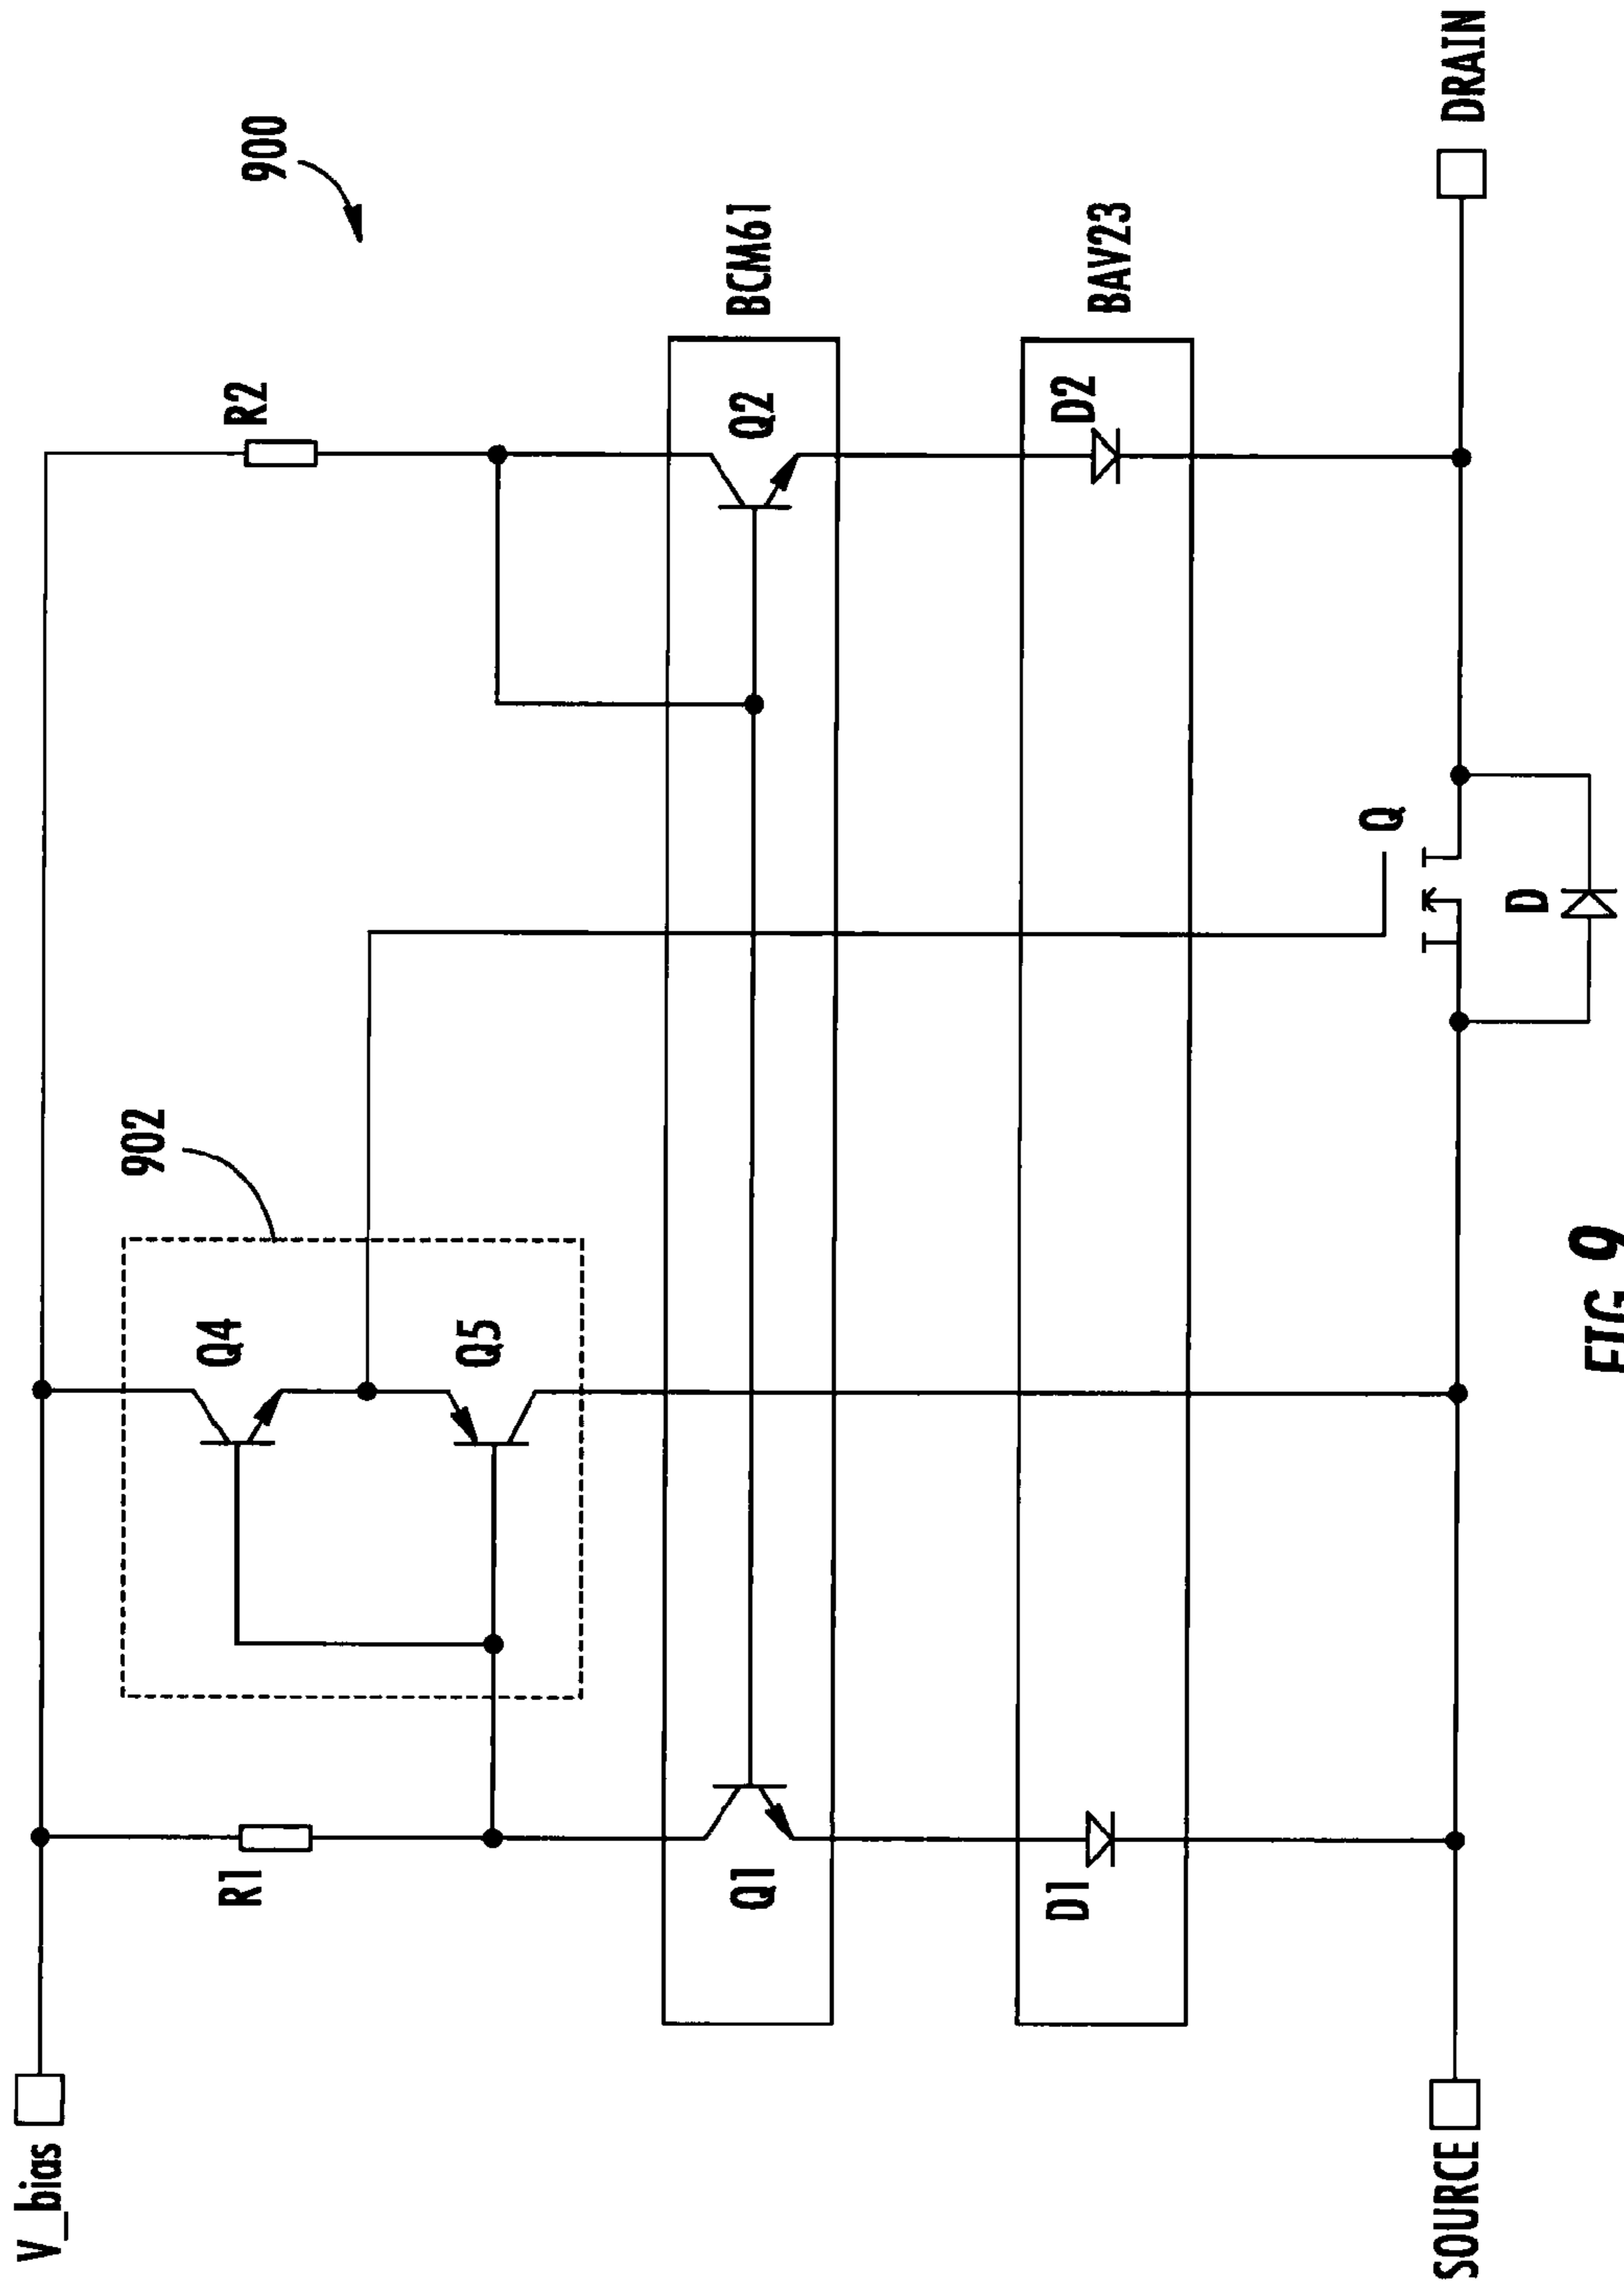 900
902
V_bias
R1
R2
Q4
Q5
BCM61
Q1
Q2
BAV23
D1
D2
Q
SOURCE
DRAIN
D
FIG 9